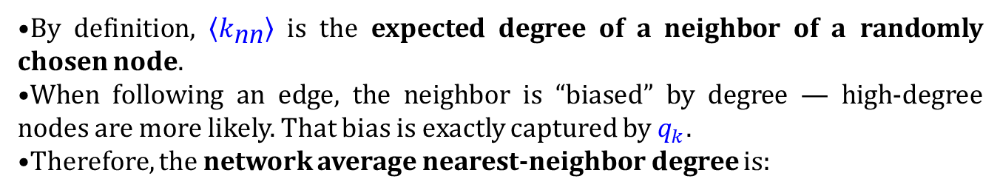 •By definition, ⟨k_nn⟩ is the expected degree of a neighbor of a randomly
chosen node.
•When following an edge, the neighbor is “biased” by degree — high-degree
nodes are more likely. That bias is exactly captured by q_k.
•Therefore, the network average nearest-neighbor degree is: